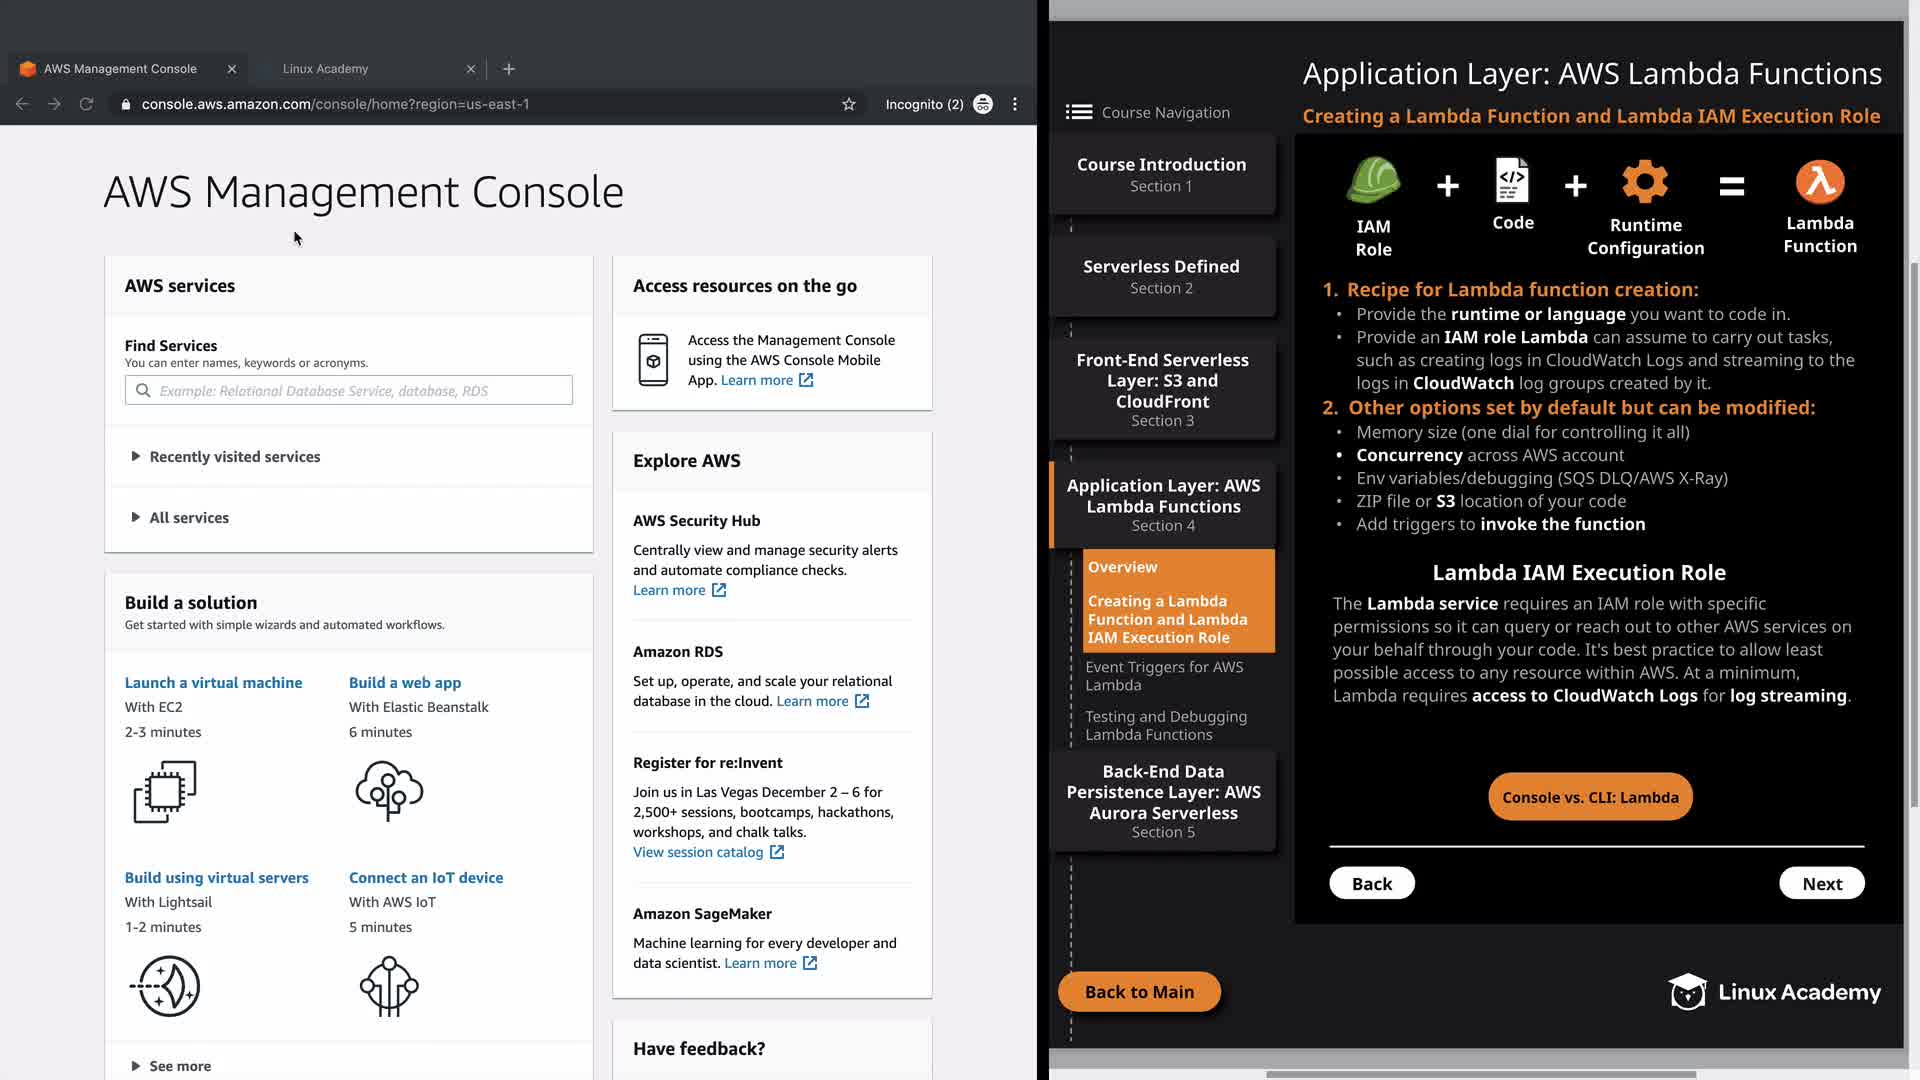 AWS Management Console
Linux Academy
console.aws.amazon.com/console/home?region=us-east-1
Incognito (2)
AWS Management Console
AWS services
Find Services
You can enter names, keywords or acronyms.
Example: Relational Database Service, database, RDS
Recently visited services
All services
Build a solution
Get started with simple wizards and automated workflows.
Launch a virtual machine
With EC2
2-3 minutes
Build a web app
With Elastic Beanstalk
6 minutes
Build using virtual servers
With Lightsail
1-2 minutes
Connect an IoT device
With AWS IoT
5 minutes
See more
Access resources on the go
Access the Management Console
using the AWS Console Mobile
App. Learn more
Explore AWS
AWS Security Hub
Centrally view and manage security alerts
and automate compliance checks.
Learn more
Amazon RDS
Set up, operate, and scale your relational
database in the cloud. Learn more
Register for re:Invent
Join us in Las Vegas December 2 – 6 for
2,500+ sessions, bootcamps, hackathons,
workshops, and chalk talks.
View session catalog
Amazon SageMaker
Machine learning for every developer and
data scientist. Learn more
Have feedback?
Application Layer: AWS Lambda Functions
Course Navigation
Creating a Lambda Function and Lambda IAM Execution Role
Course Introduction
Section 1
Serverless Defined
Section 2
Front-End Serverless
Layer: S3 and
CloudFront
Section 3
Application Layer: AWS
Lambda Functions
Section 4
Overview
Creating a Lambda
Function and Lambda
IAM Execution Role
Event Triggers for AWS
Lambda
Testing and Debugging
Lambda Functions
Back-End Data
Persistence Layer: AWS
Aurora Serverless
Section 5
Back to Main
IAM
Role
+
</>
Code
+
Runtime
Configuration
=
λ
Lambda
Function
1. Recipe for Lambda function creation:
• Provide the runtime or language you want to code in.
• Provide an IAM role Lambda can assume to carry out tasks,
such as creating logs in CloudWatch Logs and streaming to the
logs in CloudWatch log groups created by it.
2. Other options set by default but can be modified:
• Memory size (one dial for controlling it all)
• Concurrency across AWS account
• Env variables/debugging (SQS DLQ/AWS X-Ray)
• ZIP file or S3 location of your code
• Add triggers to invoke the function
Lambda IAM Execution Role
The Lambda service requires an IAM role with specific
permissions so it can query or reach out to other AWS services on
your behalf through your code. It's best practice to allow least
possible access to any resource within AWS. At a minimum,
Lambda requires access to CloudWatch Logs for log streaming.
Console vs. CLI: Lambda
Back
Next
Linux Academy